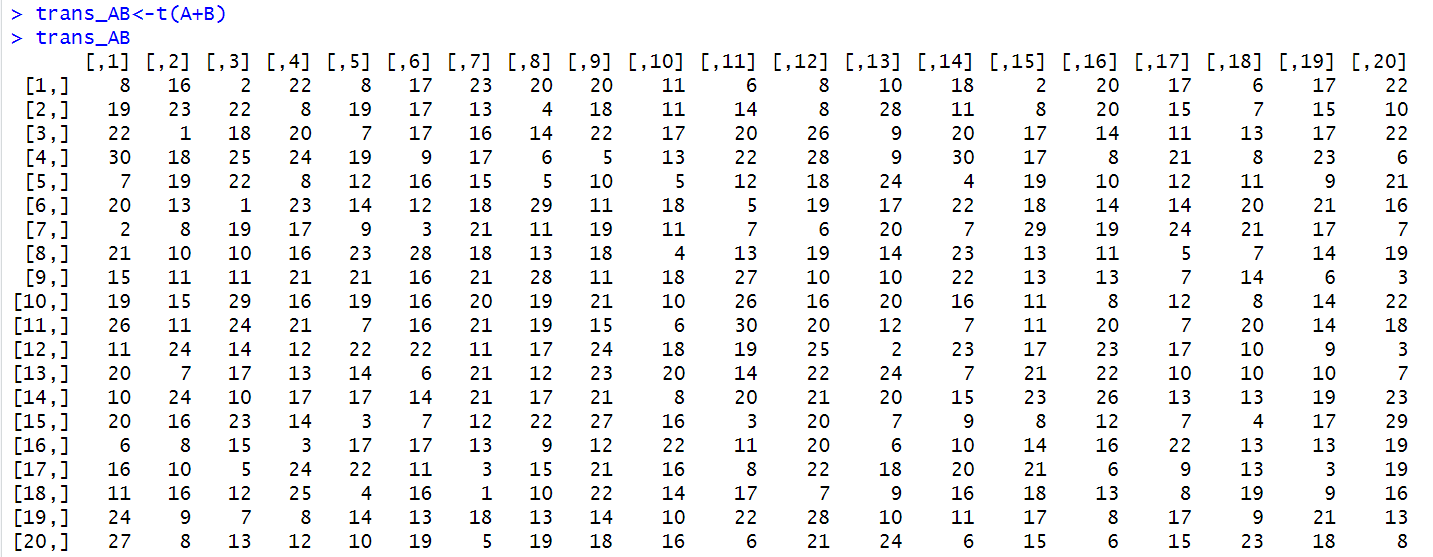 > trans_AB<-t(A+B)
> trans_AB
      [,1] [,2] [,3] [,4] [,5] [,6] [,7] [,8] [,9] [,10] [,11] [,12] [,13] [,14] [,15] [,16] [,17] [,18] [,19] [,20]
 [1,]    8   16    2   22    8   17   23   20   20    11     6     8    10    18     2    20    17     6    17    22
 [2,]   19   23   22    8   19   17   13    4   18    11    14     8    28    11     8    20    15     7    15    10
 [3,]   22    1   18   20    7   17   16   14   22    17    20    26     9    20    17    14    11    13    17    22
 [4,]   30   18   25   24   19    9   17    6    5    13    22    28     9    30    17     8    21     8    23     6
 [5,]    7   19   22    8   12   16   15    5   10     5    12    18    24     4    19    10    12    11     9    21
 [6,]   20   13    1   23   14   12   18   29   11    18     5    19    17    22    18    14    14    20    21    16
 [7,]    2    8   19   17    9    3   21   11   19    11     7     6    20     7    29    19    24    21    17     7
 [8,]   21   10   10   16   23   28   18   13   18     4    13    19    14    23    13    11     5     7    14    19
 [9,]   15   11   11   21   21   16   21   28   11    18    27    10    10    22    13    13     7    14     6     3
[10,]   19   15   29   16   19   16   20   19   21    10    26    16    20    16    11     8    12     8    14    22
[11,]   26   11   24   21    7   16   21   19   15     6    30    20    12     7    11    20     7    20    14    18
[12,]   11   24   14   12   22   22   11   17   24    18    19    25     2    23    17    23    17    10     9     3
[13,]   20    7   17   13   14    6   21   12   23    20    14    22    24     7    21    22    10    10    10     7
[14,]   10   24   10   17   17   14   21   17   21     8    20    21    20    15    23    26    13    13    19    23
[15,]   20   16   23   14    3    7   12   22   27    16     3    20     7     9     8    12     7     4    17    29
[16,]    6    8   15    3   17   17   13    9   12    22    11    20     6    10    14    16    22    13    13    19
[17,]   16   10    5   24   22   11    3   15   21    16     8    22    18    20    21     6     9    13     3    19
[18,]   11   16   12   25    4   16    1   10   22    14    17     7     9    16    18    13     8    19     9    16
[19,]   24    9    7    8   14   13   18   13   14    10    22    28    10    11    17     8    17     9    21    13
[20,]   27    8   13   12   10   19    5   19   18    16     6    21    24     6    15     6    15    23    18     8